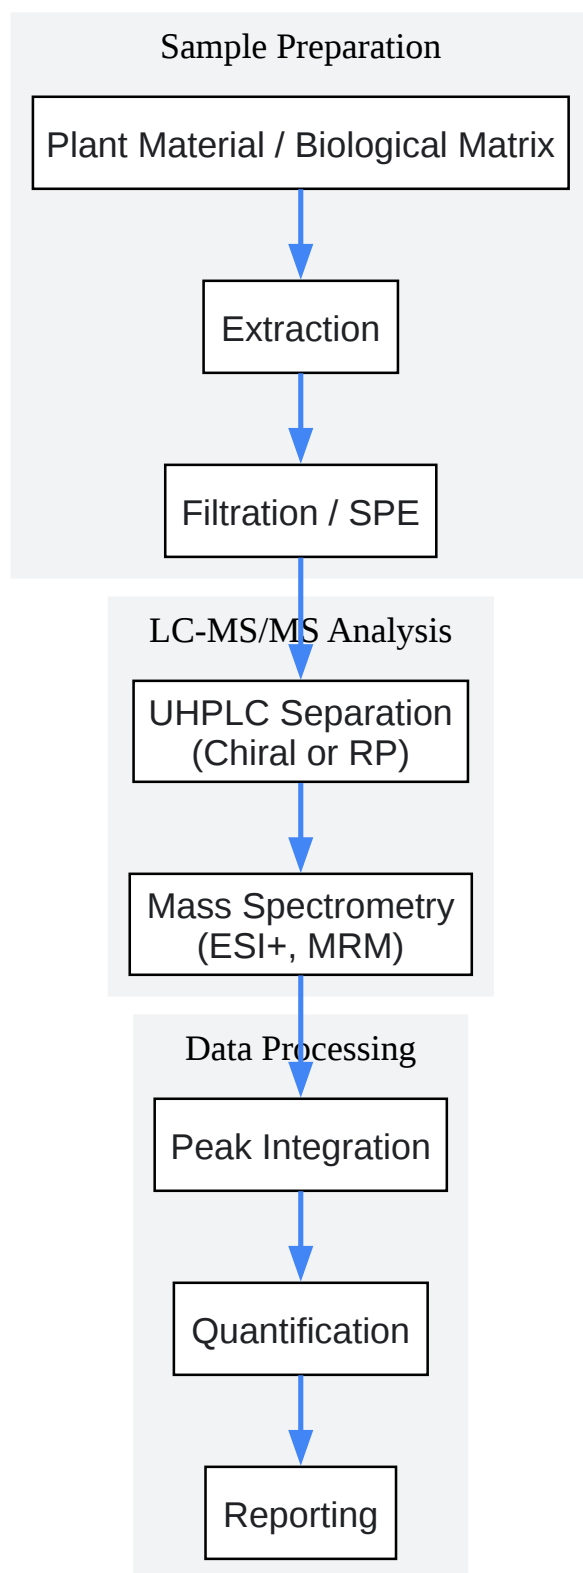 Sample Preparation
Plant Material / Biological Matrix
Extraction
Filtration / SPE
LC-MS/MS Analysis
UHPLC Separation
(Chiral or RP)
Mass Spectrometry
(ESI+, MRM)
Data Processing
Peak Integration
Quantification
Reporting